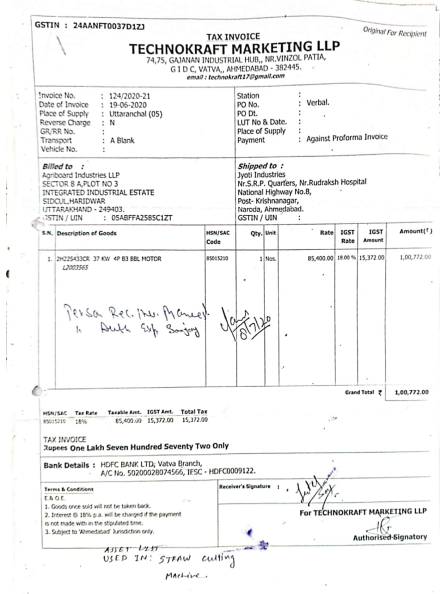 GSTIN : 24AANFT0037D1ZJ
Original For Recipient
TAX INVOICE
TECHNOKRAFT MARKETING LLP
74,75, GAJANAN INDUSTRIAL HUB,, NR.VINZOL PATIA,
G I D C, VATVA,, AHMEDABAD - 382445.
email : technokraft17@gmail.com
Invoice No. : 124/2020-21
Date of Invoice : 19-06-2020
Place of Supply : Uttaranchal (05)
Reverse Charge : N
GR/RR No. :
Transport : A Blank
Vehicle No. :
Station :
PO No. : Verbal.
PO Dt. :
LUT No & Date. :
Place of Supply :
Payment : Against Proforma Invoice
Billed to :
Agriboard Industries LLP
SECTOR 8 A,PLOT NO 3
INTEGRATED INDUSTRIAL ESTATE
SIDCUL,HARIDWAR
UTTARAKHAND - 249403.
GSTIN / UIN : 05ABFFA2585C1ZT
Shipped to :
Jyoti Industries
Nr.S.R.P. Quarters, Nr.Rudraksh Hospital
National Highway No.8,
Post- Krishnanagar,
Naroda, Ahmedabad.
GSTIN / UIN :
S.N. Description of Goods HSN/SAC Code Qty. Unit Rate IGST Rate IGST Amount Amount(₹)
1. 2H225433CR 37 KW 4P B3 BBL MOTOR 85015210 1 Nos. 85,400.00 18.00 % 15,372.00 1,00,772.00
L2003565
8/7/20
Grand Total ₹ 1,00,772.00
HSN/SAC Tax Rate Taxable Amt. IGST Amt. Total Tax
85015210 18% 85,400.00 15,372.00 15,372.00
TAX INVOICE
Rupees One Lakh Seven Hundred Seventy Two Only
Bank Details : HDFC BANK LTD, Vatva Branch,
A/C No. 50200028074566, IFSC - HDFC0009122.
Terms & Conditions
E.& O.E.
1. Goods once sold will not be taken back.
2. Interest @ 18% p.a. will be charged if the payment
is not made with in the stipulated time.
3. Subject to 'Ahmedabad' Jurisdiction only.
Receiver's Signature :
For TECHNOKRAFT MARKETING LLP
Authorised Signatory
USED IN: STRAW cutting
Machine.